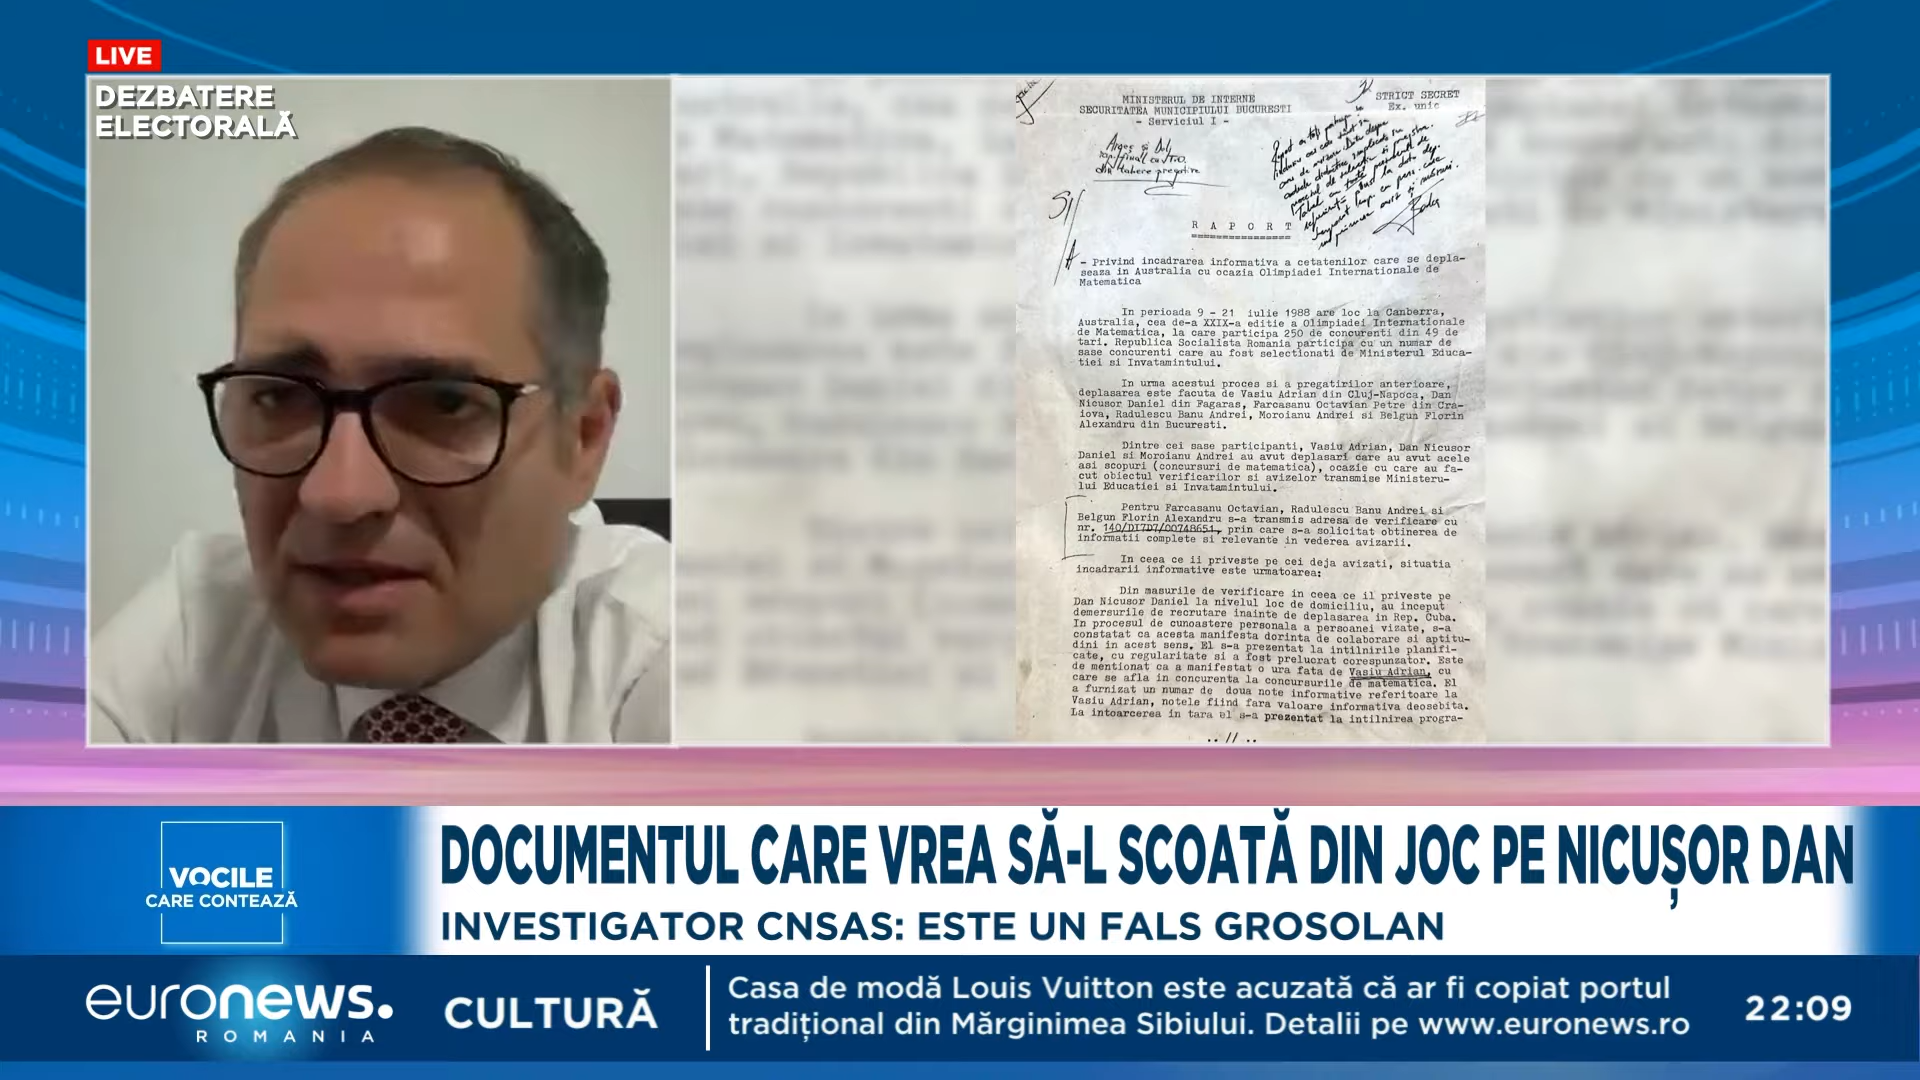 LIVE
DEZBATERE
ELECTORALĂ
MINISTERUL DE INTERNE
SECURITATEA MUNICIPIULUI BUCURESTI
- Serviciul I -
STRICT SECRET
Ex. unic
Argeș și Dolj
din tabere pregatire
R A P O R T
- Privind incadrarea informativa a cetatenilor care se depla-
seaza in Australia cu ocazia Olimpiadei Internationale de
Matematica
In perioada 9 - 21 iulie 1988 are loc la Canberra,
Australia, cea de-a XXIX-a editie a Olimpiadei Internationale
de Matematica, la care participa 250 de concurenti din 49 de
tari. Republica Socialista Romania participa cu un numar de
sase concurenti care au fost selectionati de Ministerul Educa-
tiei si Invatamintului.
In urma acestui proces si a pregatirilor anterioare,
deplasarea este facuta de Vasiu Adrian din Cluj-Napoca, Dan
Nicusor Daniel din Fagaras, Farcasanu Octavian Petre din Cra-
iova, Radulescu Banu Andrei, Moroianu Andrei si Belgun Florin
Alexandru din Bucuresti.
Dintre cei sase participanti, Vasiu Adrian, Dan Nicusor
Daniel si Moroianu Andrei au avut deplasari care au avut acele
asi scopuri (concursuri de matematica), ocazie cu care au fa-
cut obiectul verificarilor si avizelor transmise Ministeru-
lui Educatiei si Invatamintului.
Pentru Farcasanu Octavian, Radulescu Banu Andrei si
Belgun Florin Alexandru s-a transmis adresa de verificare cu
nr. 140/DI7D7/00748651, prin care s-a solicitat obtinerea de
informatii complete si relevante in vederea avizarii.
In ceea ce ii priveste pe cei deja avizati, situatia
incadrarii informative este urmatoarea:
Din masurile de verificare in ceea ce il priveste pe
Dan Nicusor Daniel la nivelul loc de domiciliu, au inceput
demersurile de recrutare inainte de deplasarea in Rep. Cuba.
In procesul de cunoastere personala a persoanei vizate, s-a
constatat ca acesta manifesta dorinta de colaborare si aptitu-
dini in acest sens. El s-a prezentat la intilnirile planifi-
cate, cu regularitate si a fost prelucrat corespunzator. Este
de mentionat ca a manifestat o ura fata de Vasiu Adrian, cu
care se afla in concurenta la concursurile de matematica. El
a furnizat un numar de doua note informative referitoare la
Vasiu Adrian, notele fiind fara valoare informativa deosebita.
La intoarcerea in tara el s-a prezentat la intilnirea progra-
.. // ..
DOCUMENTUL CARE VREA SĂ-L SCOATĂ DIN JOC PE NICUȘOR DAN
INVESTIGATOR CNSAS: ESTE UN FALS GROSOLAN
VOCILE
CARE CONTEAZĂ
euronews.
ROMANIA
CULTURĂ
Casa de modă Louis Vuitton este acuzată că ar fi copiat portul
tradițional din Mărginimea Sibiului. Detalii pe www.euronews.ro
22:09